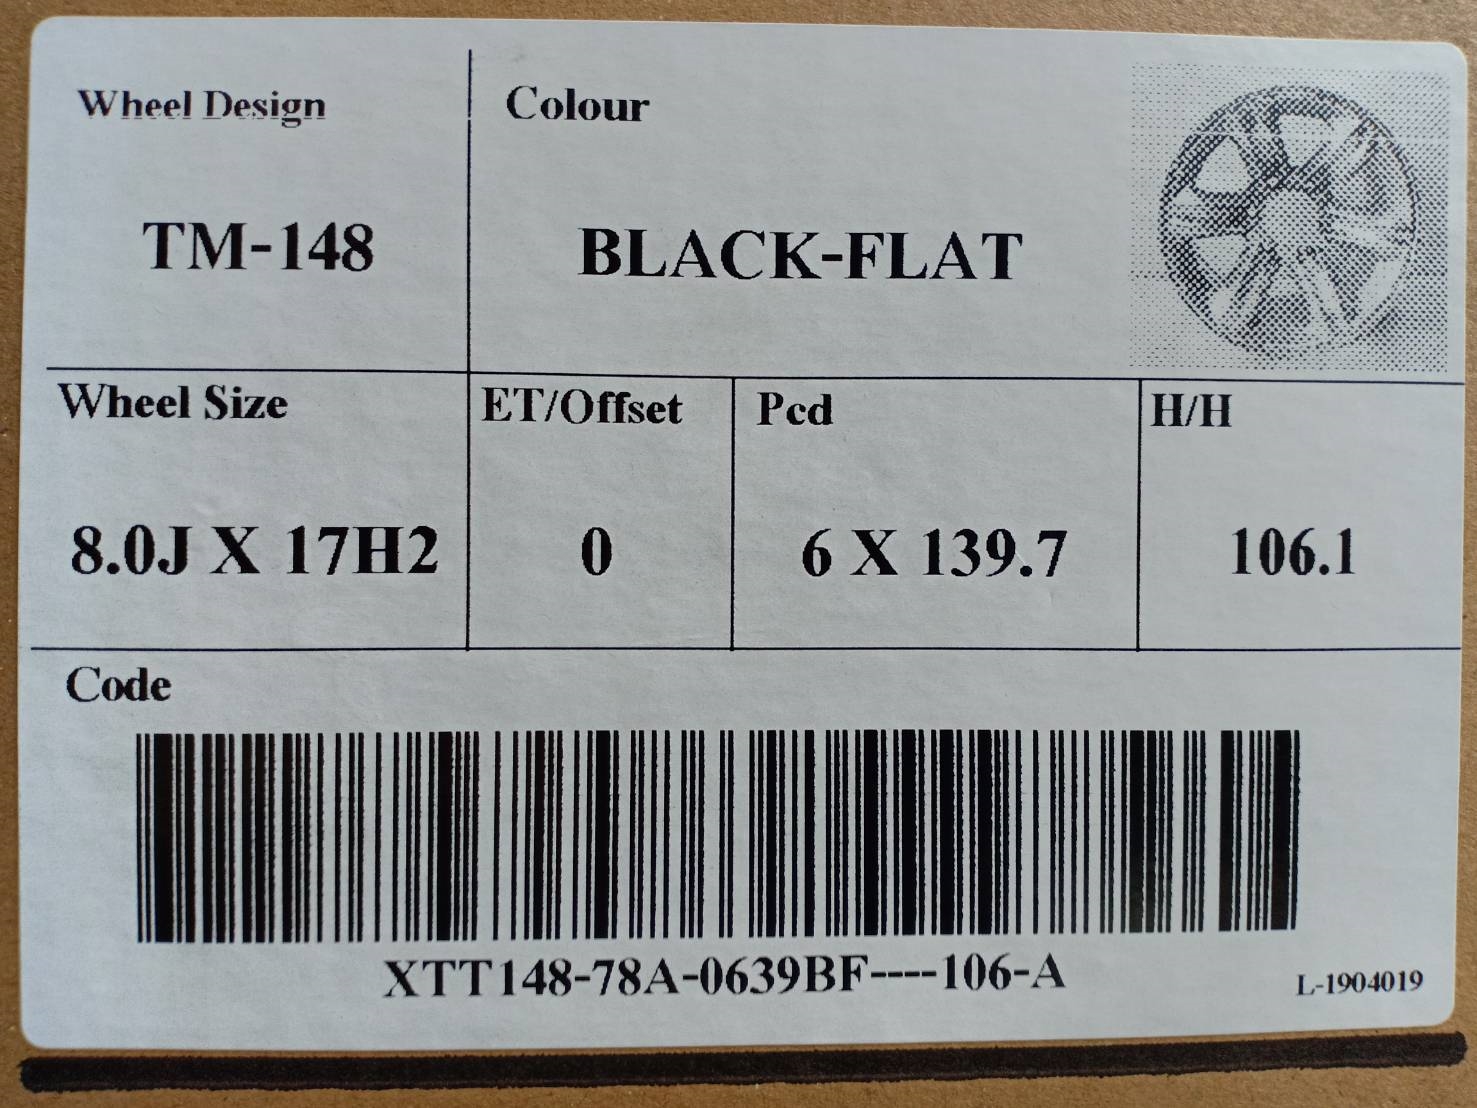 Wheel Design
Colour
TM-148
BLACK-FLAT
Wheel Size
ET/Offset
Pcd
H/H
8.0J X 17H2
0
6 X 139.7
106.1
Code
XTT148-78A-0639BF----106-A
L-1904019